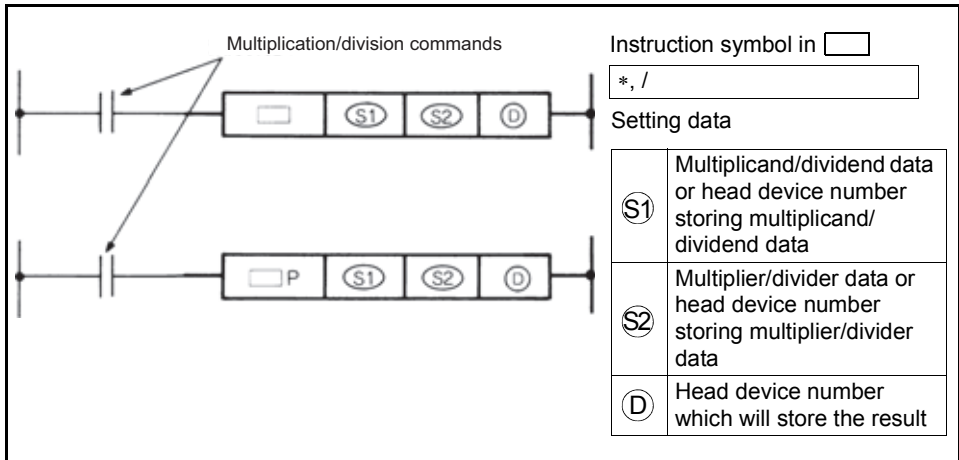 Multiplication/division commands
S1 S2 D
P S1 S2 D
Instruction symbol in
*, /
Setting data
S1
Multiplicand/dividend data
or head device number
storing multiplicand/
dividend data
S2
Multiplier/divider data or
head device number
storing multiplier/divider
data
D
Head device number
which will store the result